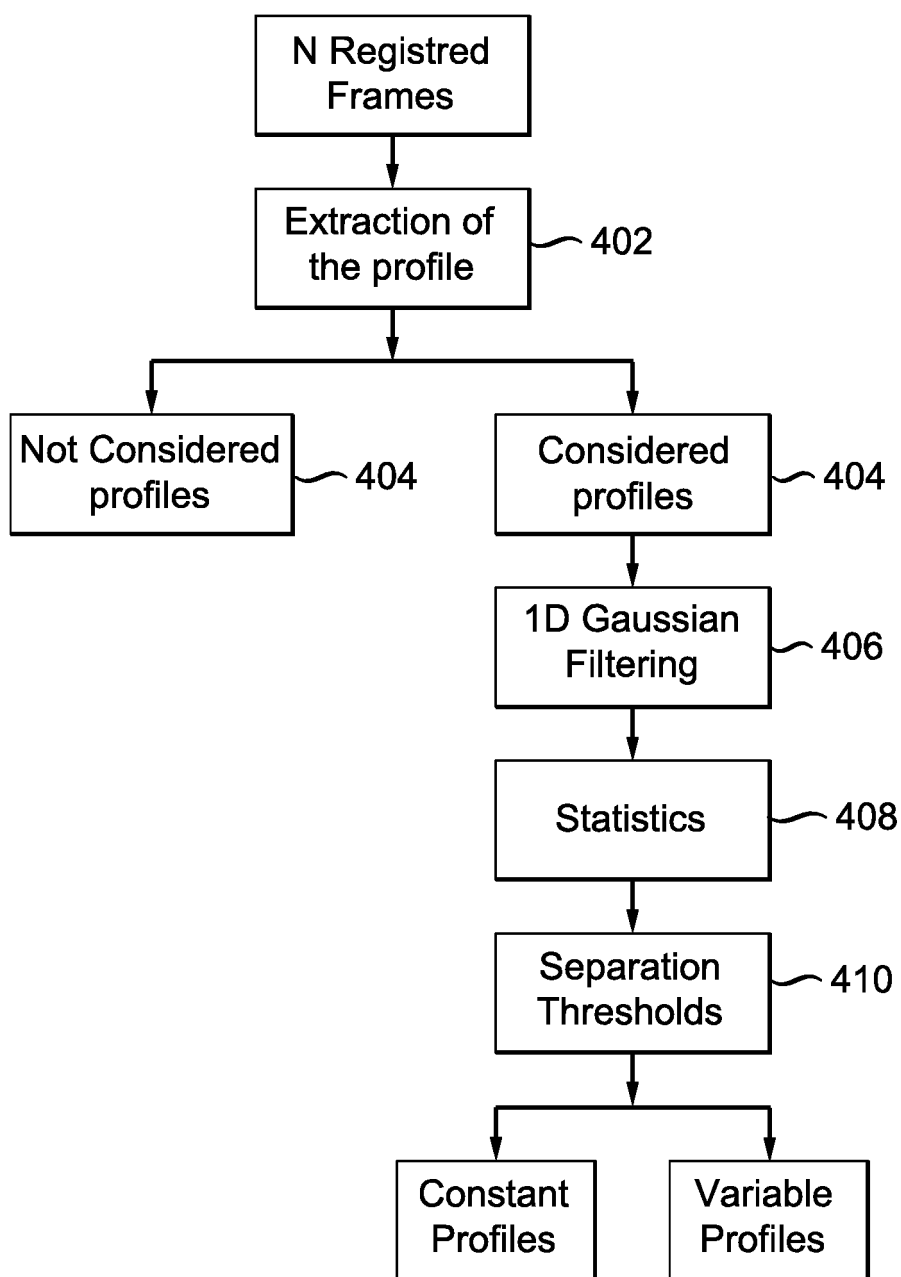 N Registred
Frames
Extraction of
the profile
402
Not Considered
profiles
404
Considered
profiles
404
1D Gaussian
Filtering
406
Statistics
408
Separation
Thresholds
410
Constant
Profiles
Variable
Profiles